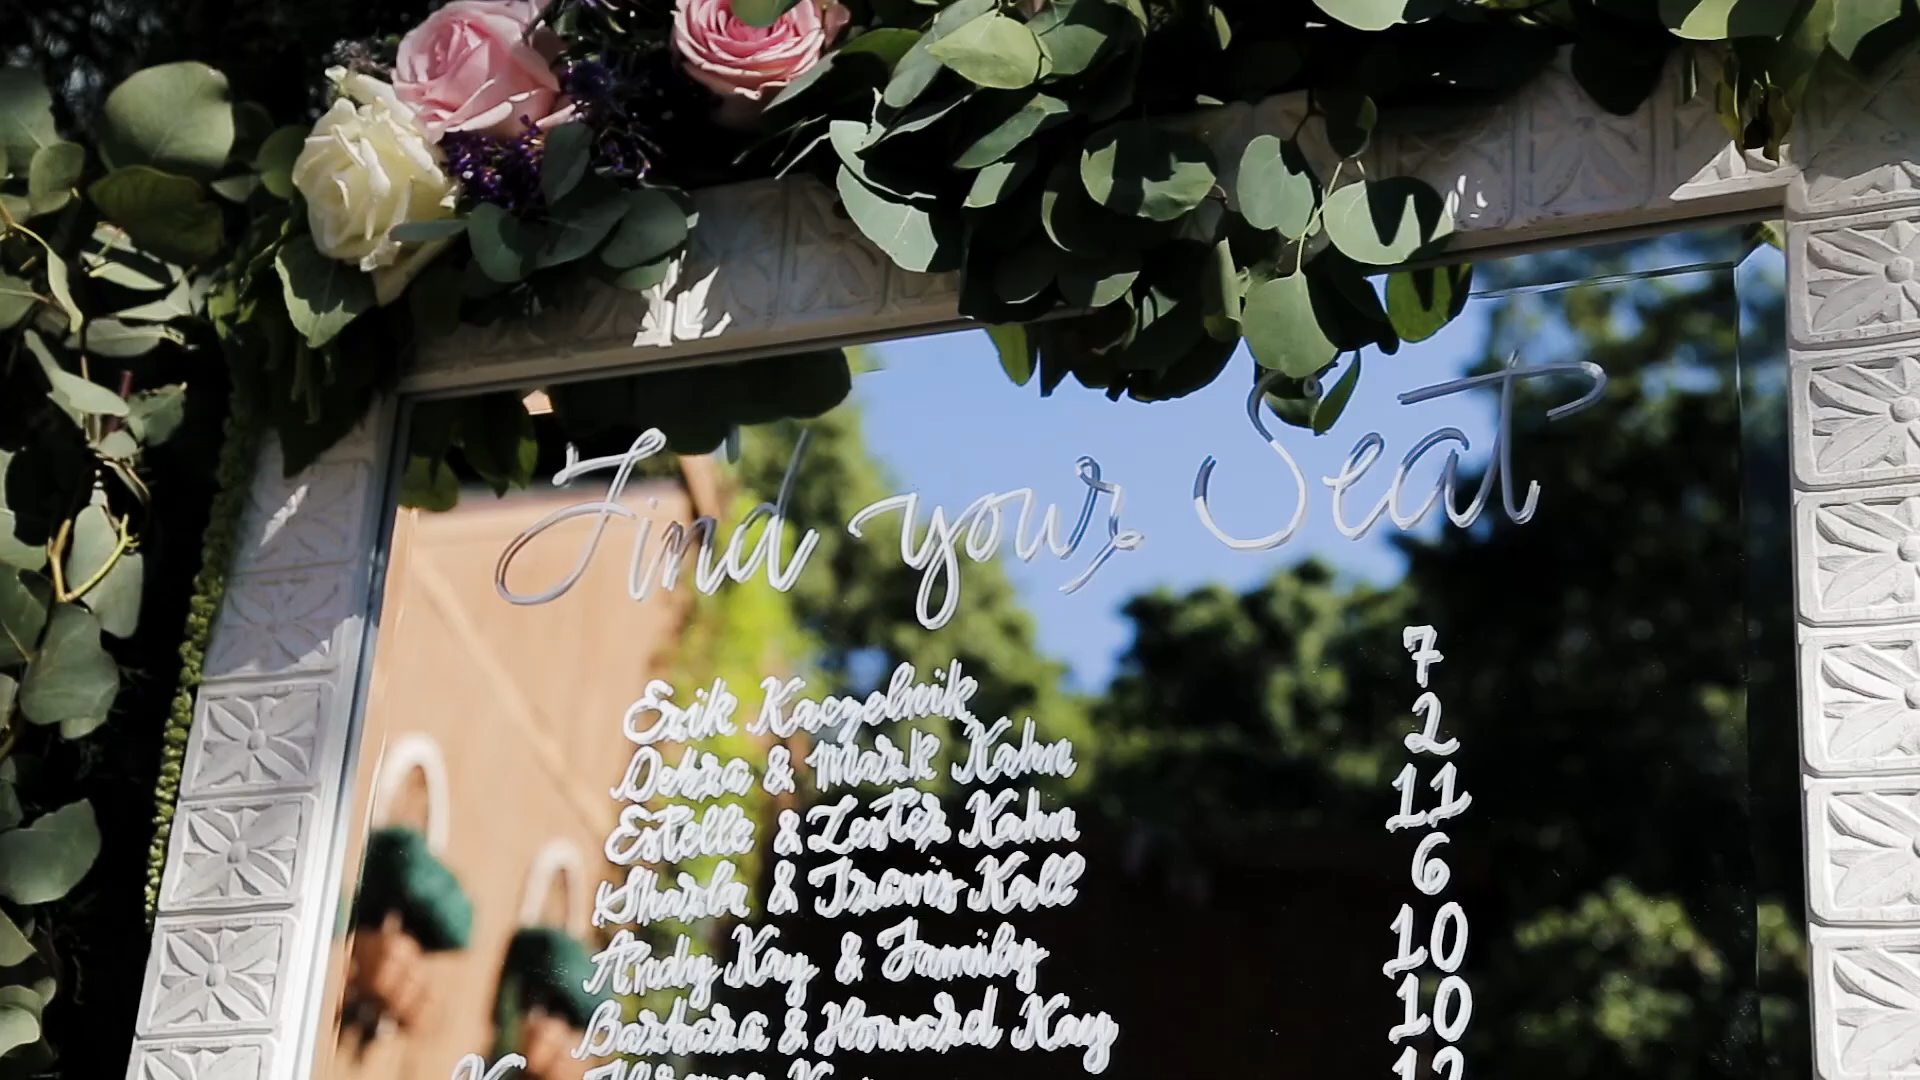 Find your Seat
Erik Kaczelnik 7
Debra & Mark Kahn 2
Estelle & Lester Kahn 11
& Travis Kall 6
Andy Kay & Family 10
Barbara & Howard Kay 10
K 12